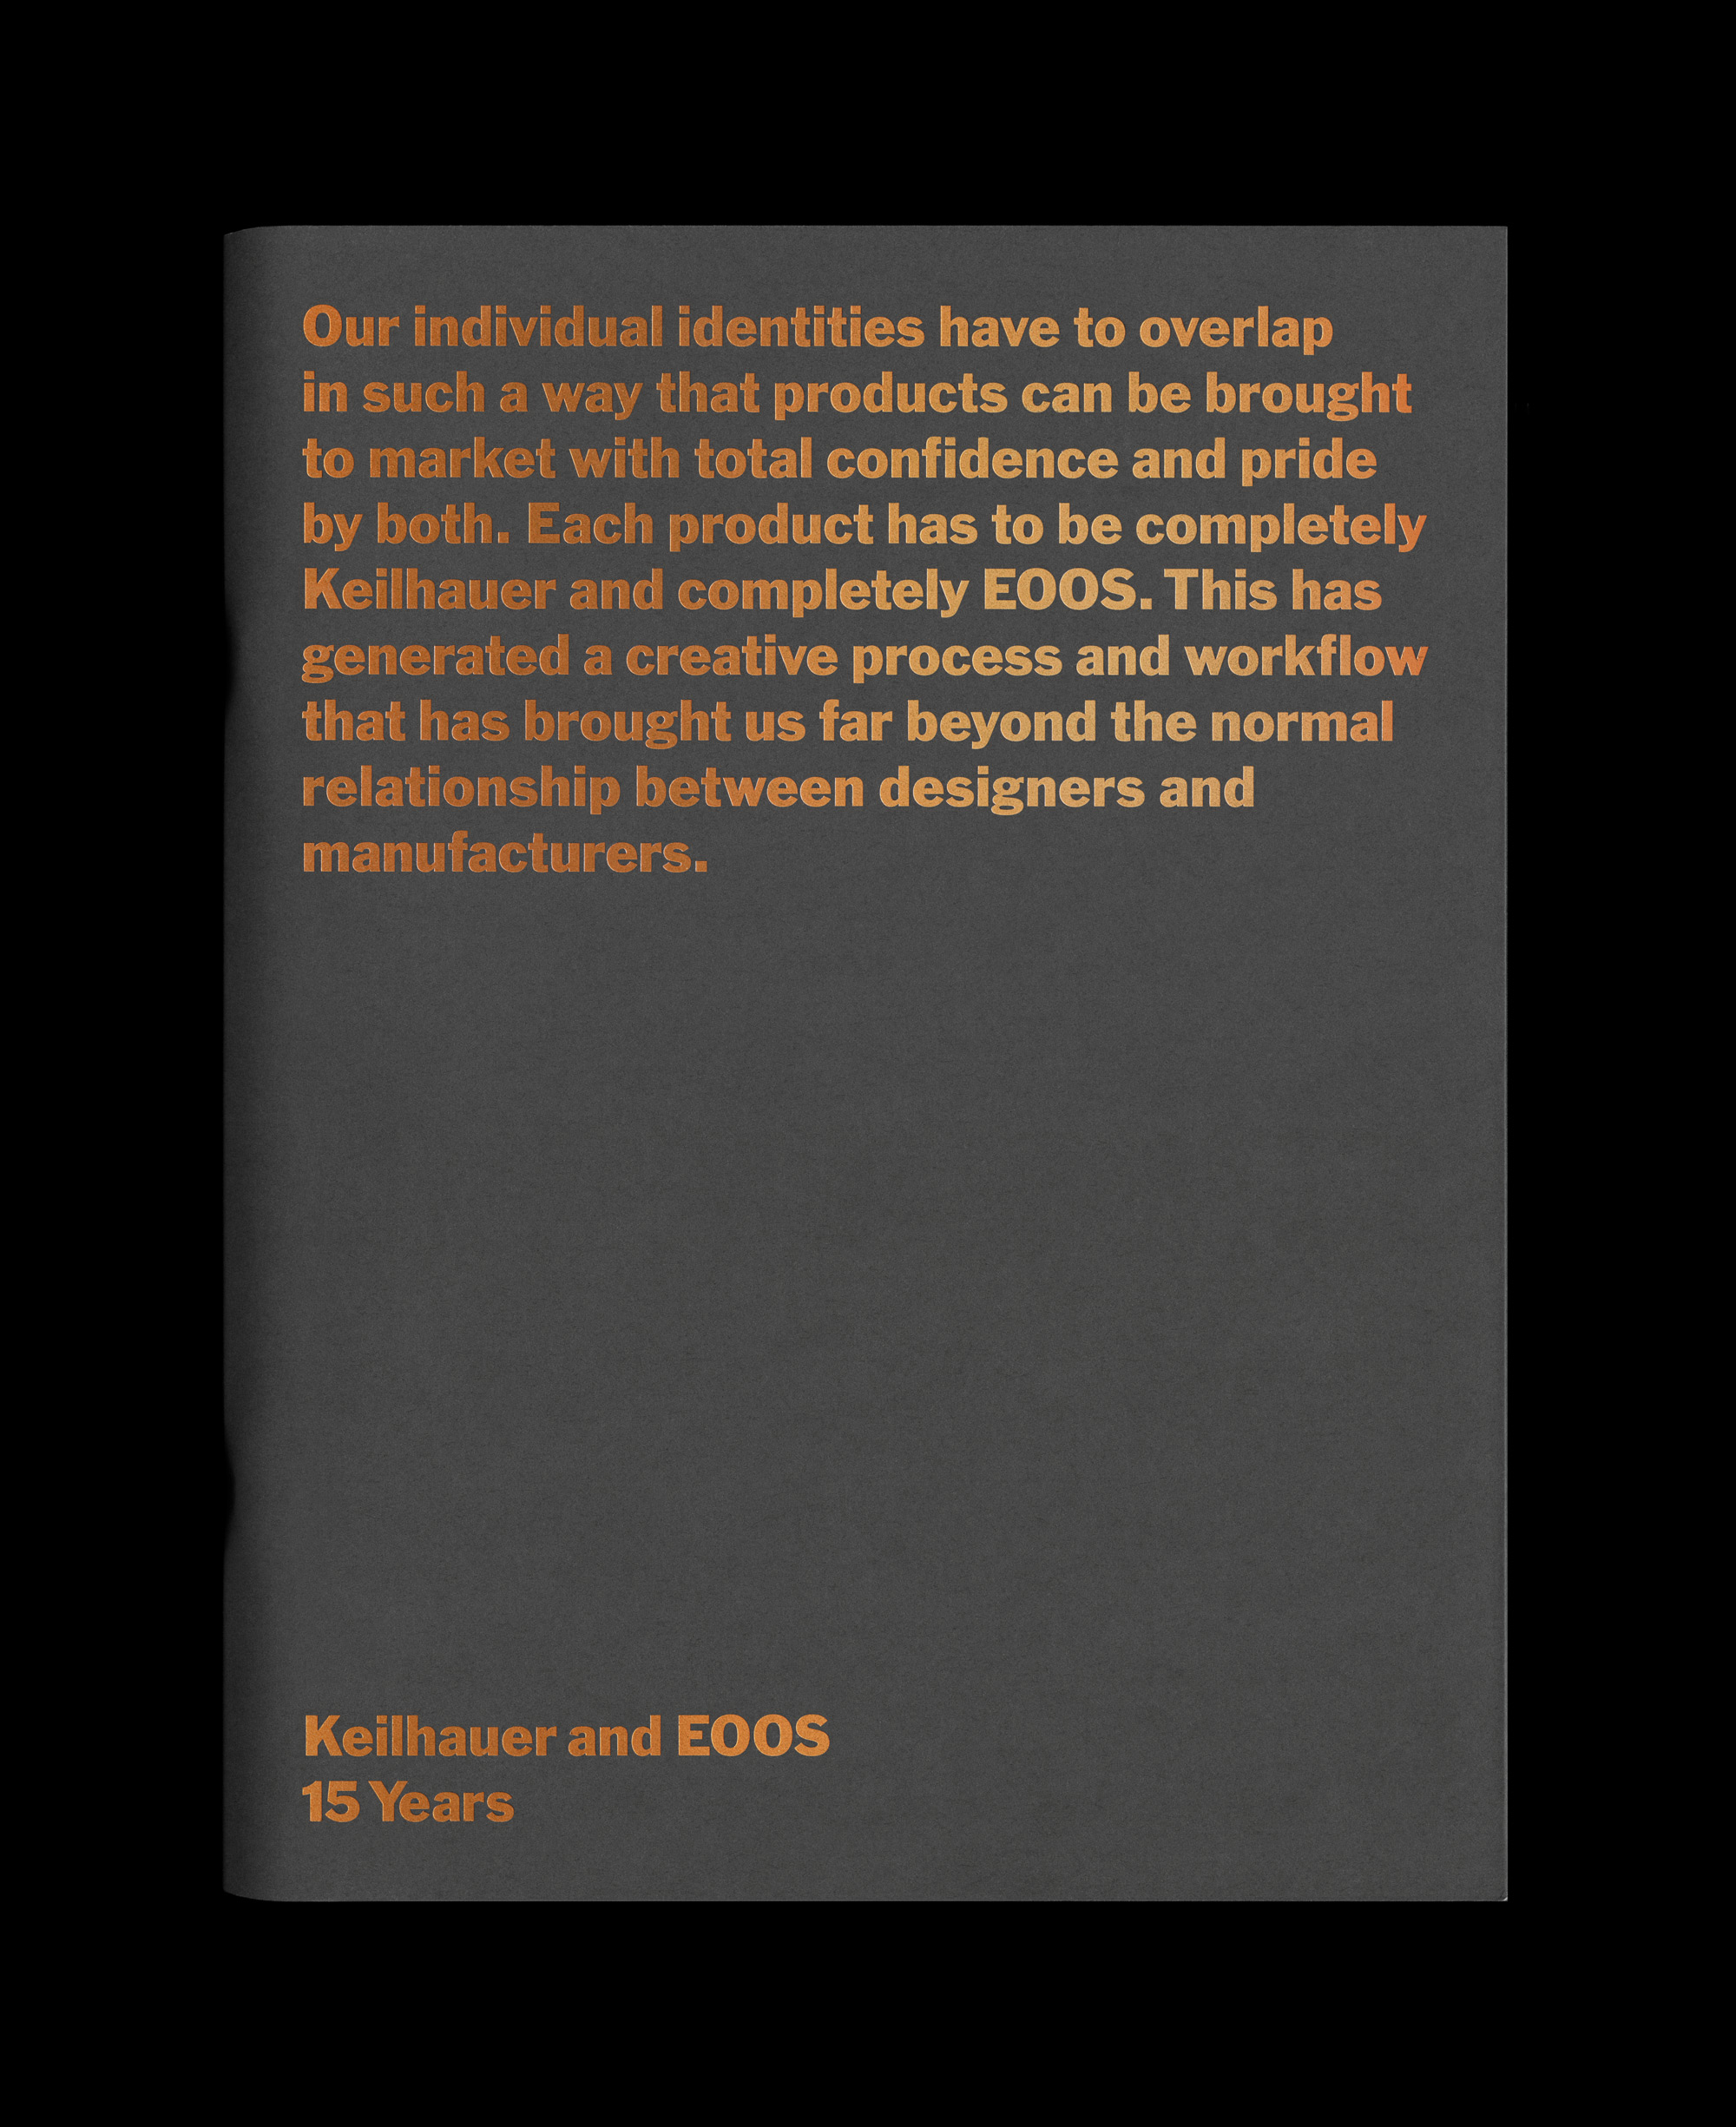 Our individual identities have to overlap
in such a way that products can be brought
to market with total confidence and pride
by both. Each product has to be completely
Keilhauer and completely EOOS. This has
generated a creative process and workflow
that has brought us far beyond the normal
relationship between designers and
manufacturers.
Keilhauer and EOOS
15 Years